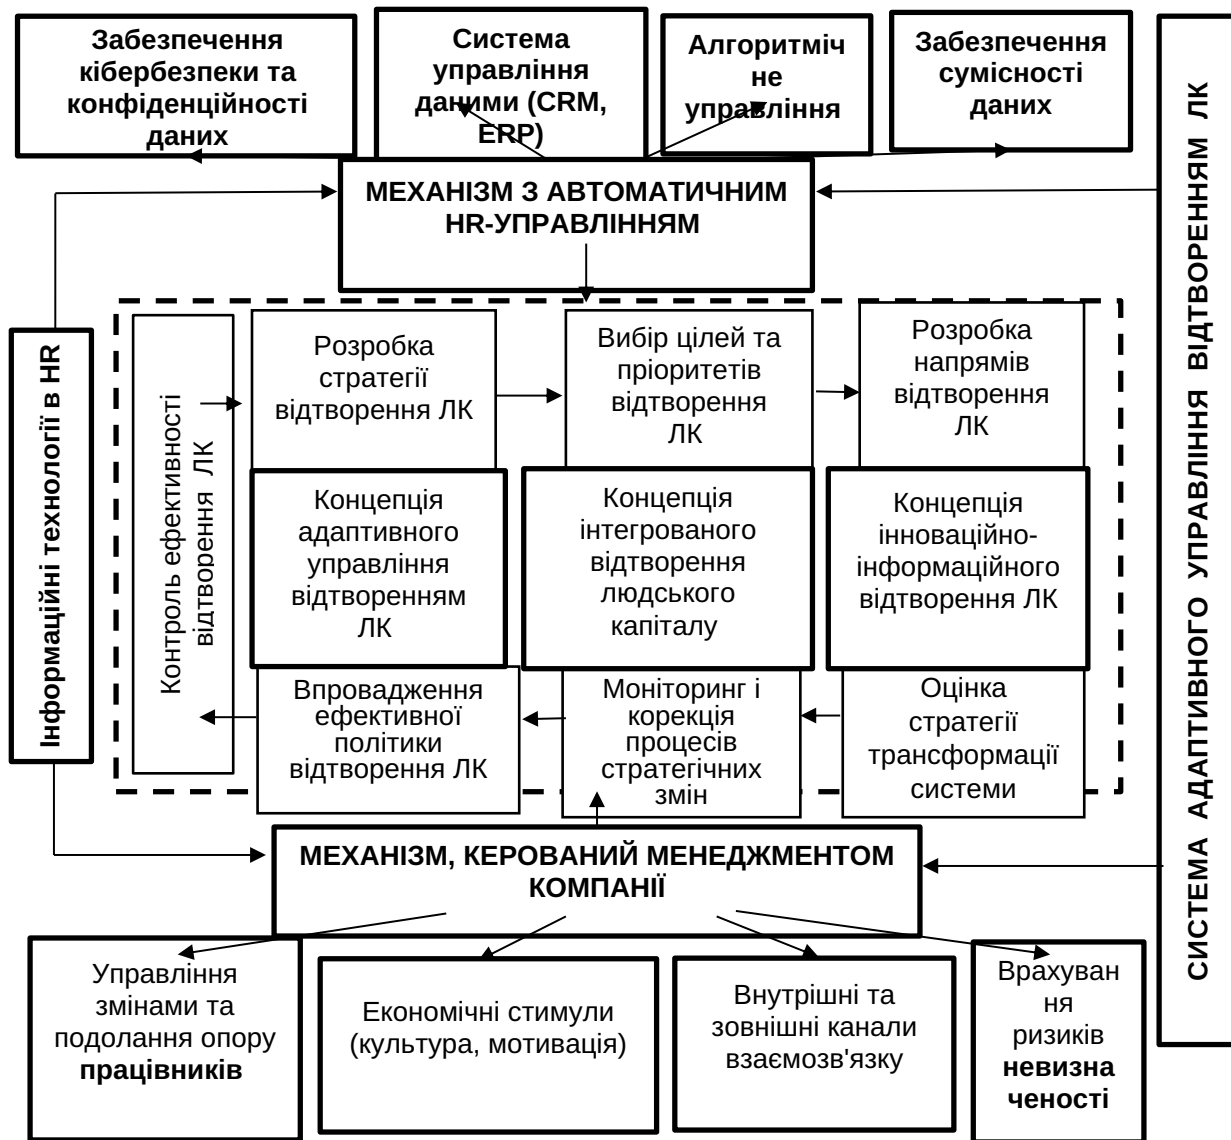 Забезпечення
кібербезпеки та
конфіденційності
даних
Система
управління
даними (CRM,
ERP)
Алгоритміч
не
управління
Забезпечення
сумісності
даних
МЕХАНІЗМ З АВТОМАТИЧНИМ
HR-УПРАВЛІННЯМ
Інформаційні технології в HR
Контроль ефективності
відтворення ЛК
Розробка
стратегії
відтворення ЛК
Вибір цілей та
пріоритетів
відтворення
ЛК
Розробка
напрямів
відтворення
ЛК
Концепція
адаптивного
управління
відтворенням
ЛК
Концепція
інтегрованого
відтворення
людського
капіталу
Концепція
інноваційно-
інформаційного
відтворення ЛК
Впровадження
ефективної
політики
відтворення ЛК
Моніторинг і
корекція
процесів
стратегічних
змін
Оцінка
стратегії
трансформації
системи
МЕХАНІЗМ, КЕРОВАНИЙ МЕНЕДЖМЕНТОМ
КОМПАНІЇ
Управління
змінами та
подолання опору
працівників
Економічні стимули
(культура, мотивація)
Внутрішні та
зовнішні канали
взаємозв'язку
Врахуван
ня
ризиків
невизна
ченості
СИСТЕМА АДАПТИВНОГО УПРАВЛІННЯ ВІДТВОРЕННЯМ ЛК